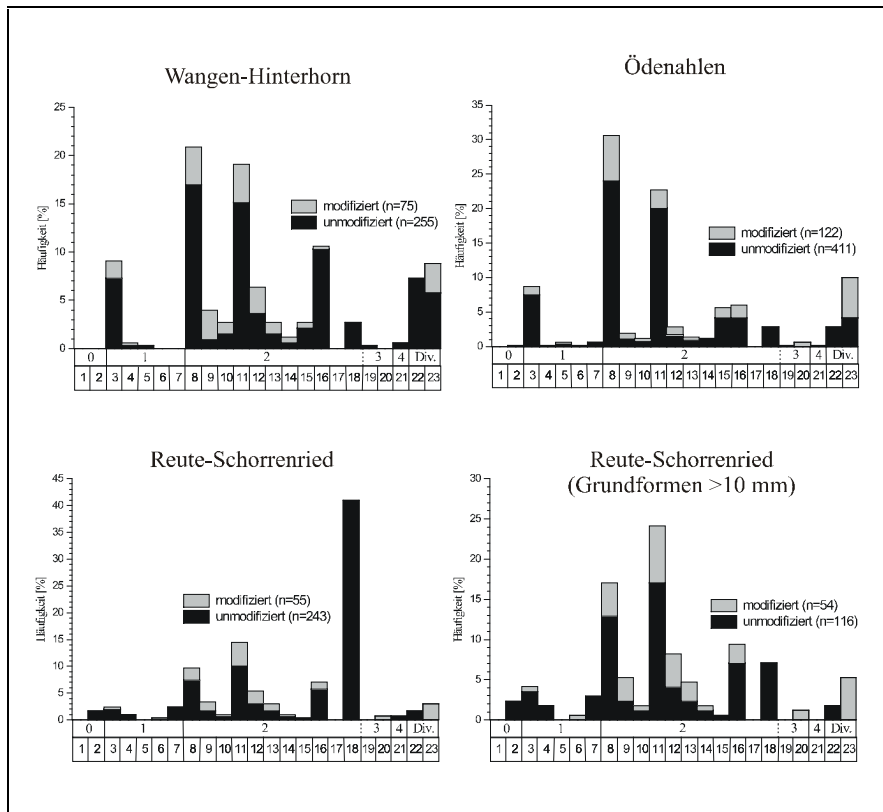 Wangen-Hinterhorn
25
20
15
10
5
0
Häufigkeit [%]
modifiziert (n=75)
unmodifiziert (n=255)
0 1 2 3 4 Div.
1 2 3 4 5 6 7 8 9 10 11 12 13 14 15 16 17 18 19 20 21 22 23
Ödenahlen
35
30
25
20
15
10
5
0
Häufigkeit [%]
modifiziert (n=122)
unmodifiziert (n=411)
0 1 2 3 4 Div.
1 2 3 4 5 6 7 8 9 10 11 12 13 14 15 16 17 18 19 20 21 22 23
Reute-Schorrenried
45
40
35
30
25
20
15
10
5
0
Häufigkeit [%]
modifiziert (n=55)
unmodifiziert (n=243)
0 1 2 3 4 Div.
1 2 3 4 5 6 7 8 9 10 11 12 13 14 15 16 17 18 19 20 21 22 23
Reute-Schorrenried
(Grundformen >10 mm)
30
25
20
15
10
5
0
Häufigkeit [%]
modifiziert (n=54)
unmodifiziert (n=116)
0 1 2 3 4 Div.
1 2 3 4 5 6 7 8 9 10 11 12 13 14 15 16 17 18 19 20 21 22 23